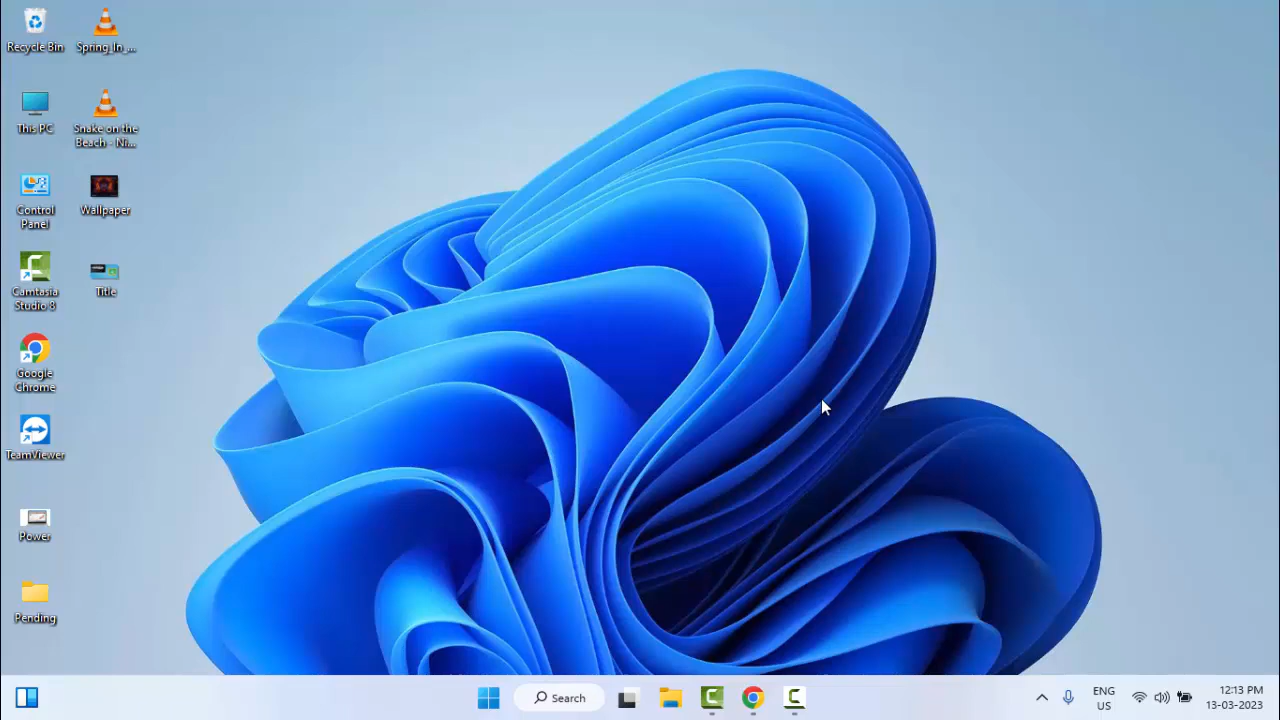 Recycle Bin
Spring_In_...
This PC
Snake on the
Beach - Ni...
Control
Panel
Wallpaper
Camtasia
Studio 8
Title
Google
Chrome
TeamViewer
Power
Pending
Search
ENG
US
12:13 PM
13-03-2023